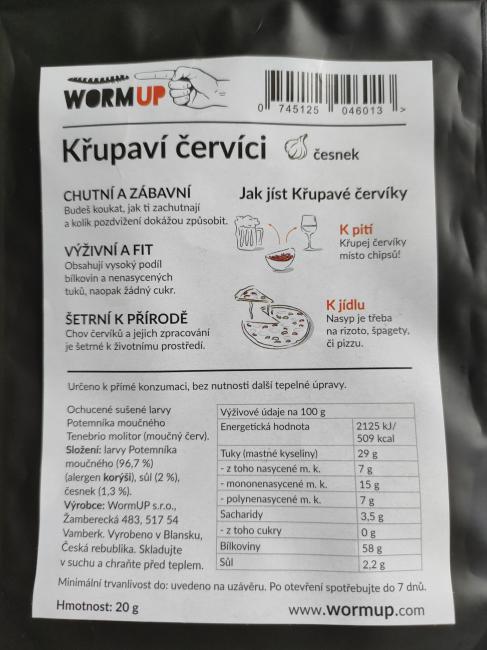 WORMUP
0 745125 046013 >
Křupaví červíci česnek
CHUTNÍ A ZÁBAVNÍ
Budeš koukat, jak ti zachutnají
a kolik pozdvižení dokážou způsobit.
VÝŽIVNÍ A FIT
Obsahují vysoký podíl
bílkovin a nenasycených
tuků, naopak žádný cukr.
ŠETRNÍ K PŘÍRODĚ
Chov červíků a jejich zpracování
je šetrné k životnímu prostředí.
Jak jíst Křupavé červíky
K pití
Křupej červíky
místo chipsů!
K jídlu
Nasyp je třeba
na rizoto, špagety,
či pizzu.
Určeno k přímé konzumaci, bez nutnosti další tepelné úpravy.
Ochucené sušené larvy
Potemníka moučného
Tenebrio molitor (moučný červ).
Složení: larvy Potemníka
moučného (96,7 %)
(alergen korýši), sůl (2 %),
česnek (1,3 %).
Výrobce: WormUP s.r.o.,
Žamberecká 483, 517 54
Vamberk. Vyrobeno v Blansku,
Česká rebublika. Skladujte
v suchu a chraňte před teplem.
Výživové údaje na 100 g
Energetická hodnota 2125 kJ/
509 kcal
Tuky (mastné kyseliny) 29 g
- z toho nasycené m. k. 7 g
- mononenasycené m. k. 15 g
- polynenasycené m. k. 7 g
Sacharidy 3,5 g
- z toho cukry 0 g
Bílkoviny 58 g
Sůl 2,2 g
Minimální trvanlivost do: uvedeno na uzávěru. Po otevření spotřebujte do 7 dnů.
Hmotnost: 20 g
www.wormup.com